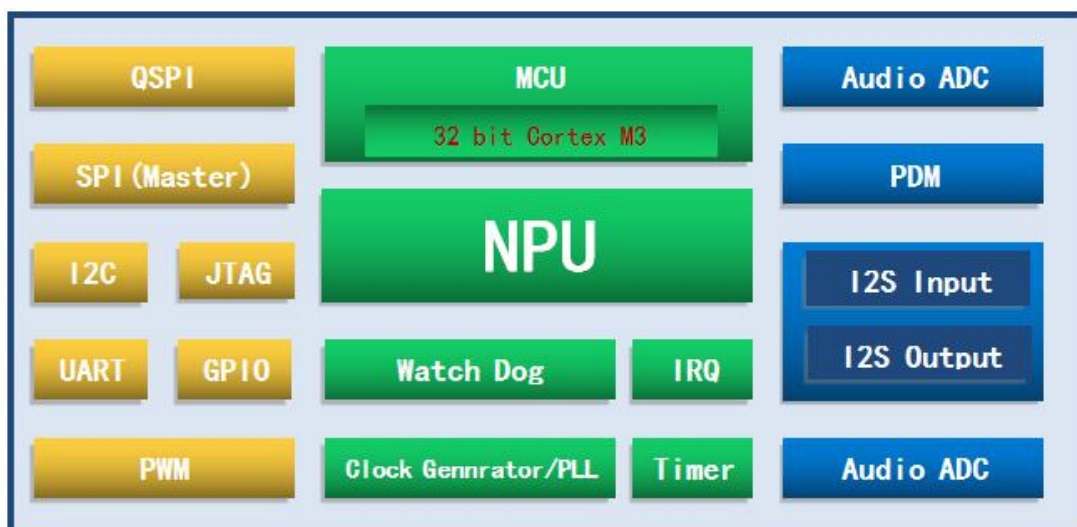 QSPI
MCU
Audio ADC
32 bit Cortex M3
SPI(Master)
PDM
NPU
I2C
JTAG
I2S Input
I2S Output
UART
GPIO
Watch Dog
IRQ
PWM
Clock Gennrator/PLL
Timer
Audio ADC